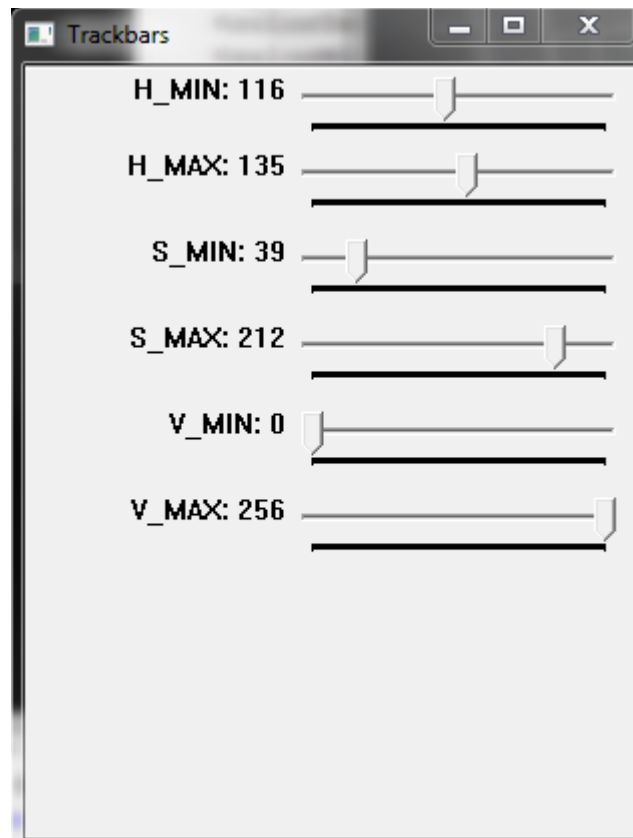 Trackbars
H_MIN: 116
H_MAX: 135
S_MIN: 39
S_MAX: 212
V_MIN: 0
V_MAX: 256